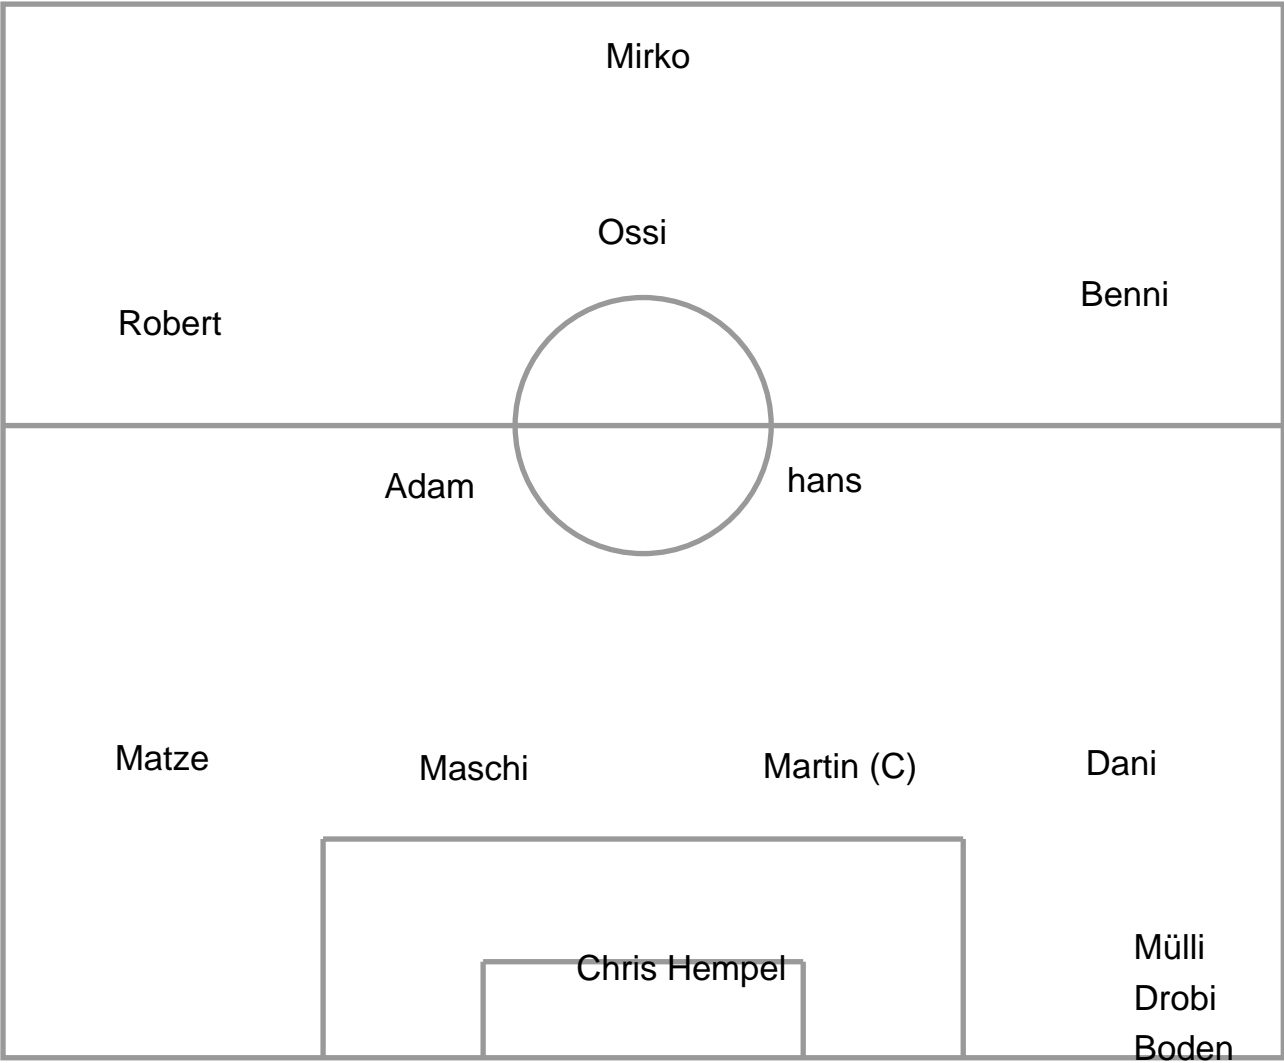 Mirko
Ossi
Benni
Robert
Adam
hans
Matze
Maschi
Martin (C)
Dani
Chris Hempel
Mülli
Drobi
Boden